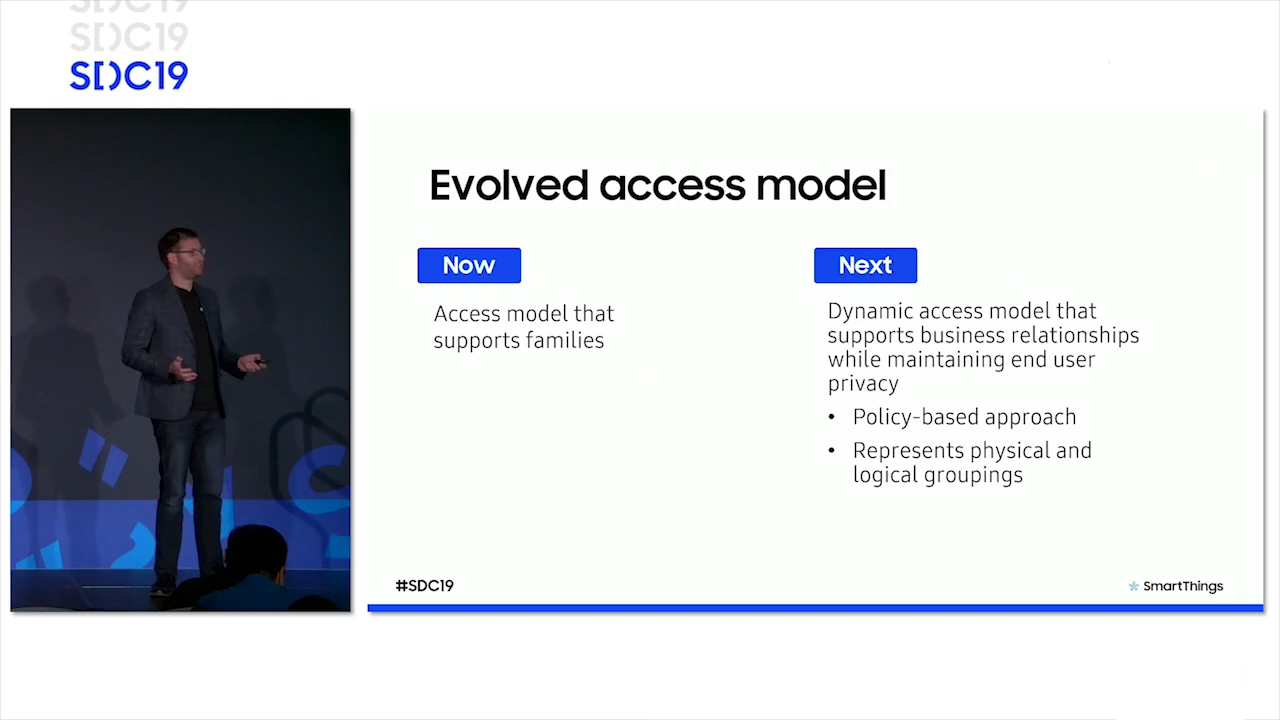 SDC19
SDC19
SDC19
Evolved access model
Now
Access model that
supports families
Next
Dynamic access model that
supports business relationships
while maintaining end user
privacy
• Policy-based approach
• Represents physical and
logical groupings
#SDC19
SmartThings